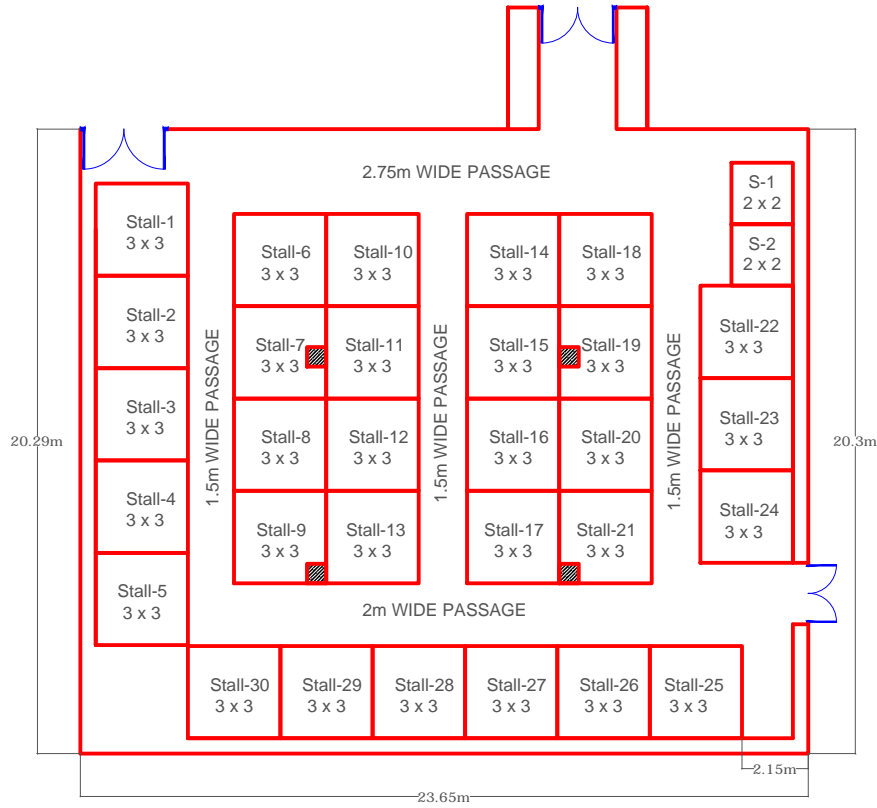 2.75m WIDE PASSAGE
S-1
2 x 2
S-2
2 x 2
Stall-1
3 x 3
Stall-2
3 x 3
Stall-3
3 x 3
Stall-4
3 x 3
Stall-5
3 x 3
1.5m WIDE PASSAGE
Stall-6
3 x 3
Stall-7
3 x 3
Stall-8
3 x 3
Stall-9
3 x 3
Stall-10
3 x 3
Stall-11
3 x 3
Stall-12
3 x 3
Stall-13
3 x 3
1.5m WIDE PASSAGE
Stall-14
3 x 3
Stall-15
3 x 3
Stall-16
3 x 3
Stall-17
3 x 3
Stall-18
3 x 3
Stall-19
3 x 3
Stall-20
3 x 3
Stall-21
3 x 3
1.5m WIDE PASSAGE
Stall-22
3 x 3
Stall-23
3 x 3
Stall-24
3 x 3
20.29m
20.3m
2m WIDE PASSAGE
Stall-30
3 x 3
Stall-29
3 x 3
Stall-28
3 x 3
Stall-27
3 x 3
Stall-26
3 x 3
Stall-25
3 x 3
2.15m
23.65m